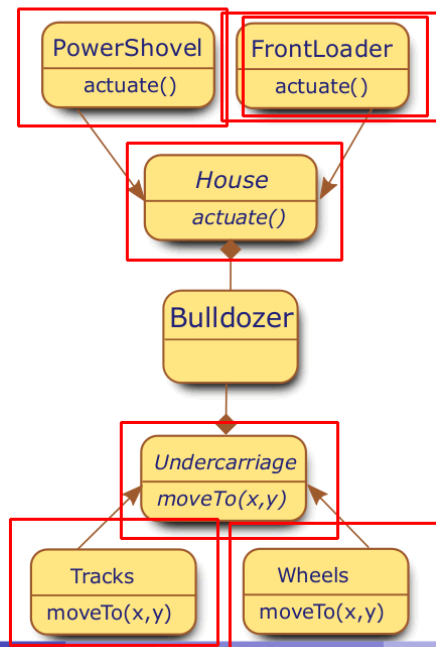 PowerShovel
actuate()
FrontLoader
actuate()
House
actuate()
Bulldozer
Undercarriage
moveTo(x,y)
Tracks
moveTo(x,y)
Wheels
moveTo(x,y)